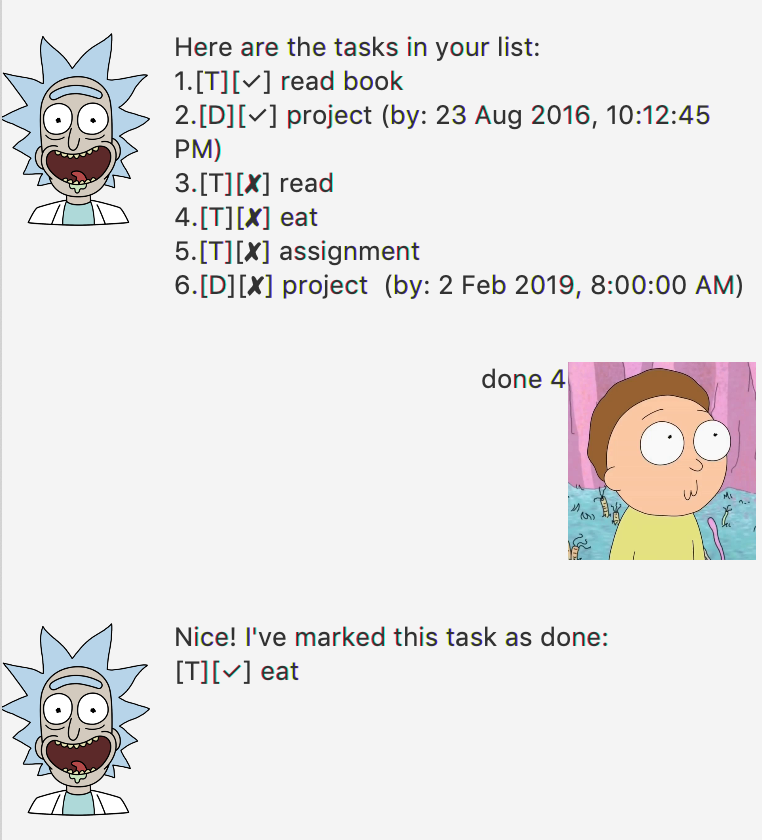 Here are the tasks in your list:
1.[T][✓] read book
2.[D][✓] project (by: 23 Aug 2016, 10:12:45
PM)
3.[T][✘] read
4.[T][✘] eat
5.[T][✘] assignment
6.[D][✘] project  (by: 2 Feb 2019, 8:00:00 AM)
done 4
Nice! I've marked this task as done:
[T][✓] eat